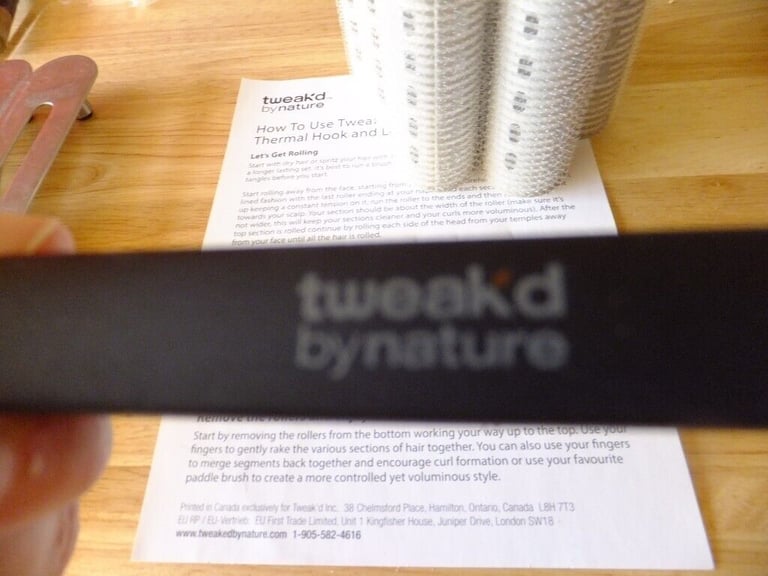 tweak'd
bynature
How To Use Tweak
Thermal Hook and L
Let's Get Rolling
Start with dry hair or spritz your hair with
a longer lasting set, it's best to run a brush
tangles before you start.
Start rolling away from the face, starting from
lined fashion with the last roller ending at your each sec
up keeping a constant tension on it, run the roller to the ends and then
towards your scalp. Your section should be about the width of the roller (make sure it's
not wider, this will keep your sections cleaner and your curls more voluminous). After the
top section is rolled continue by rolling each side of the head from your temples away
from your face until all the hair is rolled.
tweak'd
bynature
Remove the rollers
Start by removing the rollers from the bottom working your way up to the top. Use your
fingers to gently rake the various sections of hair together. You can also use your fingers
to merge segments back together and encourage curl formation or use your favourite
paddle brush to create a more controlled yet voluminous style.
Printed in Canada exclusively for Tweak'd Inc. 38 Chelmsford Place, Hamilton, Ontario, Canada L8H 7T3
EU RP / EU-Vertrieb: EU First Trade Limited, Unit 1 Kingfisher House, Juniper Drive, London SW18
www.tweakedbynature.com 1-905-582-4616